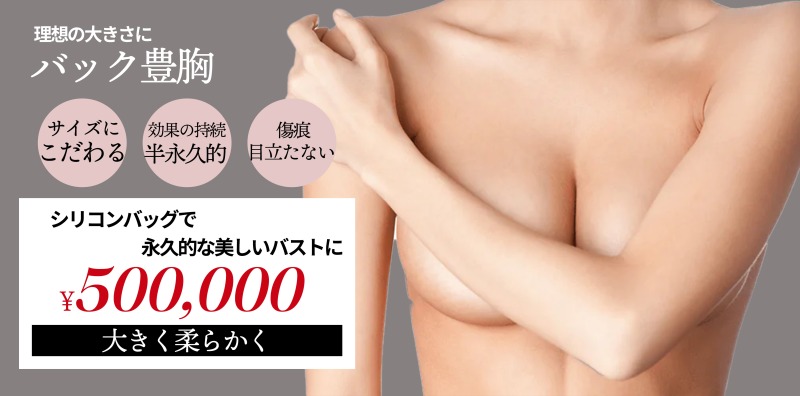 理想の大きさに
バック豊胸
サイズに
こだわる
効果の持続
半永久的
傷痕
目立たない
シリコンバッグで
永久的な美しいバストに
¥500,000
大きく柔らかく